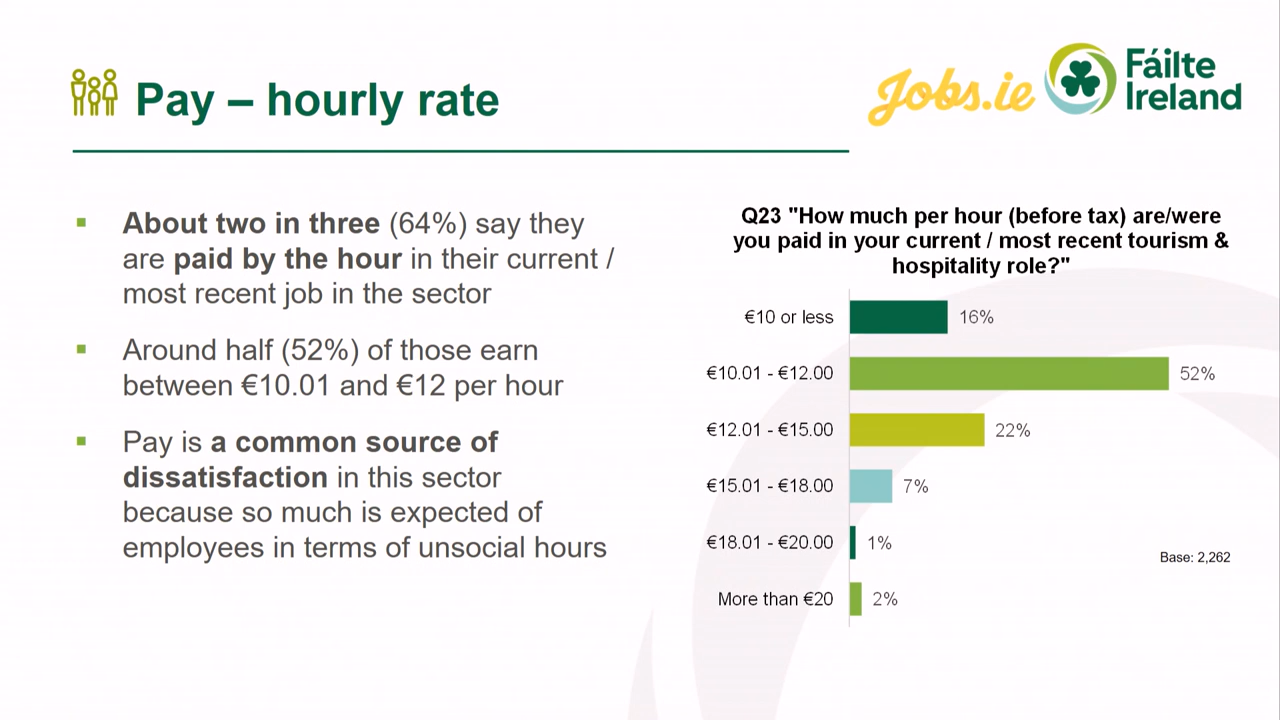 Pay – hourly rate
Jobs.ie
Fáilte
Ireland
About two in three (64%) say they
are paid by the hour in their current /
most recent job in the sector
Around half (52%) of those earn
between €10.01 and €12 per hour
Pay is a common source of
dissatisfaction in this sector
because so much is expected of
employees in terms of unsocial hours
Q23 "How much per hour (before tax) are/were
you paid in your current / most recent tourism &
hospitality role?"
€10 or less 16%
€10.01 - €12.00 52%
€12.01 - €15.00 22%
€15.01 - €18.00 7%
€18.01 - €20.00 1%
Base: 2,262
More than €20 2%